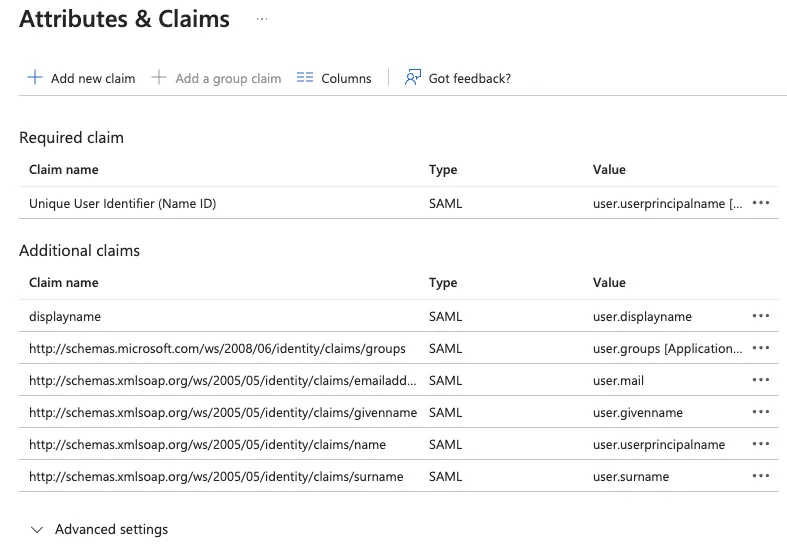 Attributes & Claims ...
Add new claim Add a group claim Columns Got feedback?
Required claim
Claim name Type Value
Unique User Identifier (Name ID) SAML user.userprincipalname [... •••
Additional claims
Claim name Type Value
displayname SAML user.displayname •••
http://schemas.microsoft.com/ws/2008/06/identity/claims/groups SAML user.groups [Application... •••
http://schemas.xmlsoap.org/ws/2005/05/identity/claims/emailadd... SAML user.mail •••
http://schemas.xmlsoap.org/ws/2005/05/identity/claims/givenname SAML user.givenname •••
http://schemas.xmlsoap.org/ws/2005/05/identity/claims/name SAML user.userprincipalname •••
http://schemas.xmlsoap.org/ws/2005/05/identity/claims/surname SAML user.surname •••
Advanced settings